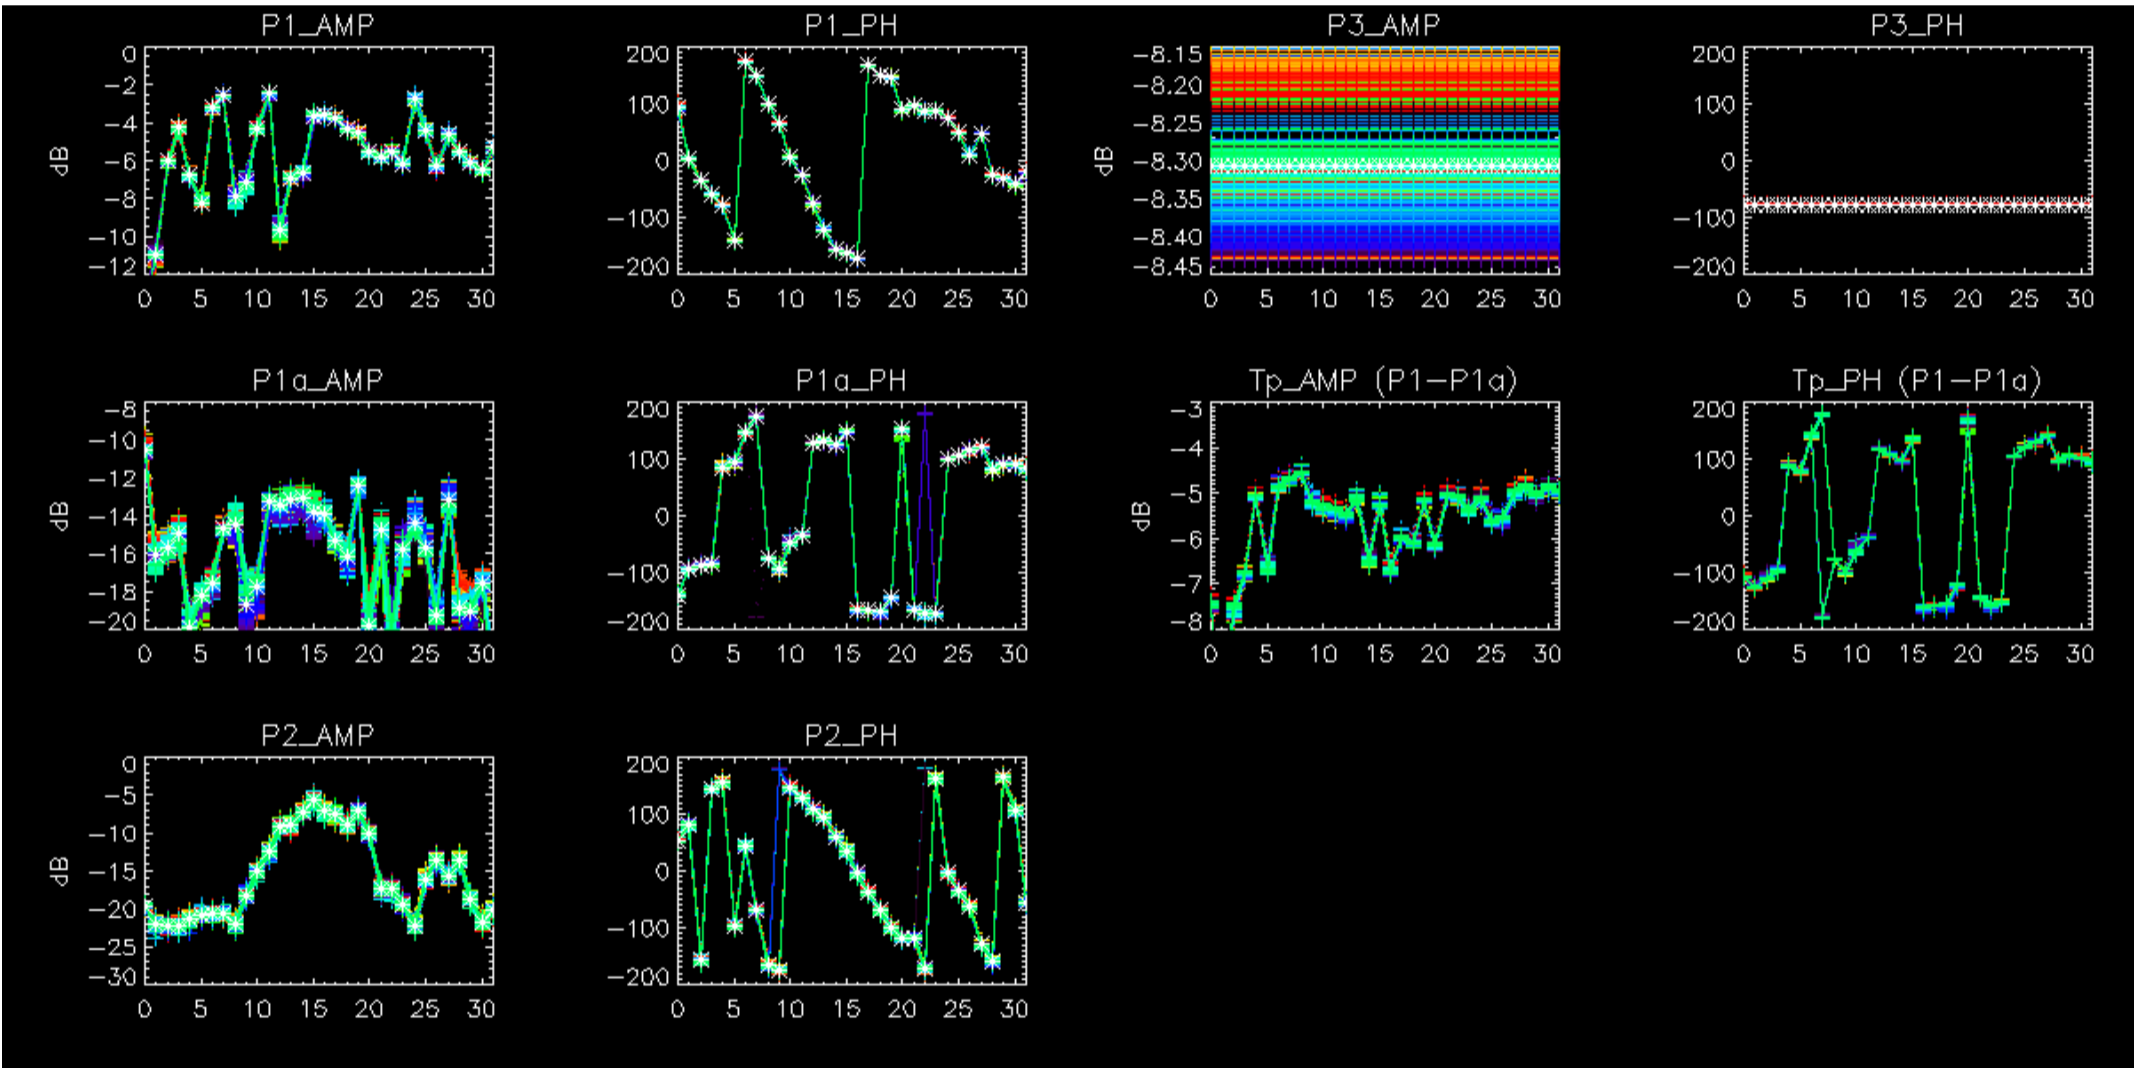 P1_AMP P1_PH P3_AMP P3_PH
0 200 -8.15 200
-2 -8.20
-4 100 -8.25 100
dB -6 0 dB -8.30 0
-8 -8.35
-10 -100 -8.40 -100
-12 -200 -8.45 -200
0 5 10 15 20 25 30 0 5 10 15 20 25 30 0 5 10 15 20 25 30 0 5 10 15 20 25 30
P1a_AMP P1a_PH Tp_AMP (P1-P1a) Tp_PH (P1-P1a)
-8 200 -3 200
-10 100 -4 100
-12
dB -14 0 dB -5 0
-16 -6
-18 -100 -7 -100
-20 -200 -8 -200
0 5 10 15 20 25 30 0 5 10 15 20 25 30 0 5 10 15 20 25 30 0 5 10 15 20 25 30
P2_AMP P2_PH
0 200
-5 100
-10
dB -15 0
-20
-25 -100
-30 -200
0 5 10 15 20 25 30 0 5 10 15 20 25 30